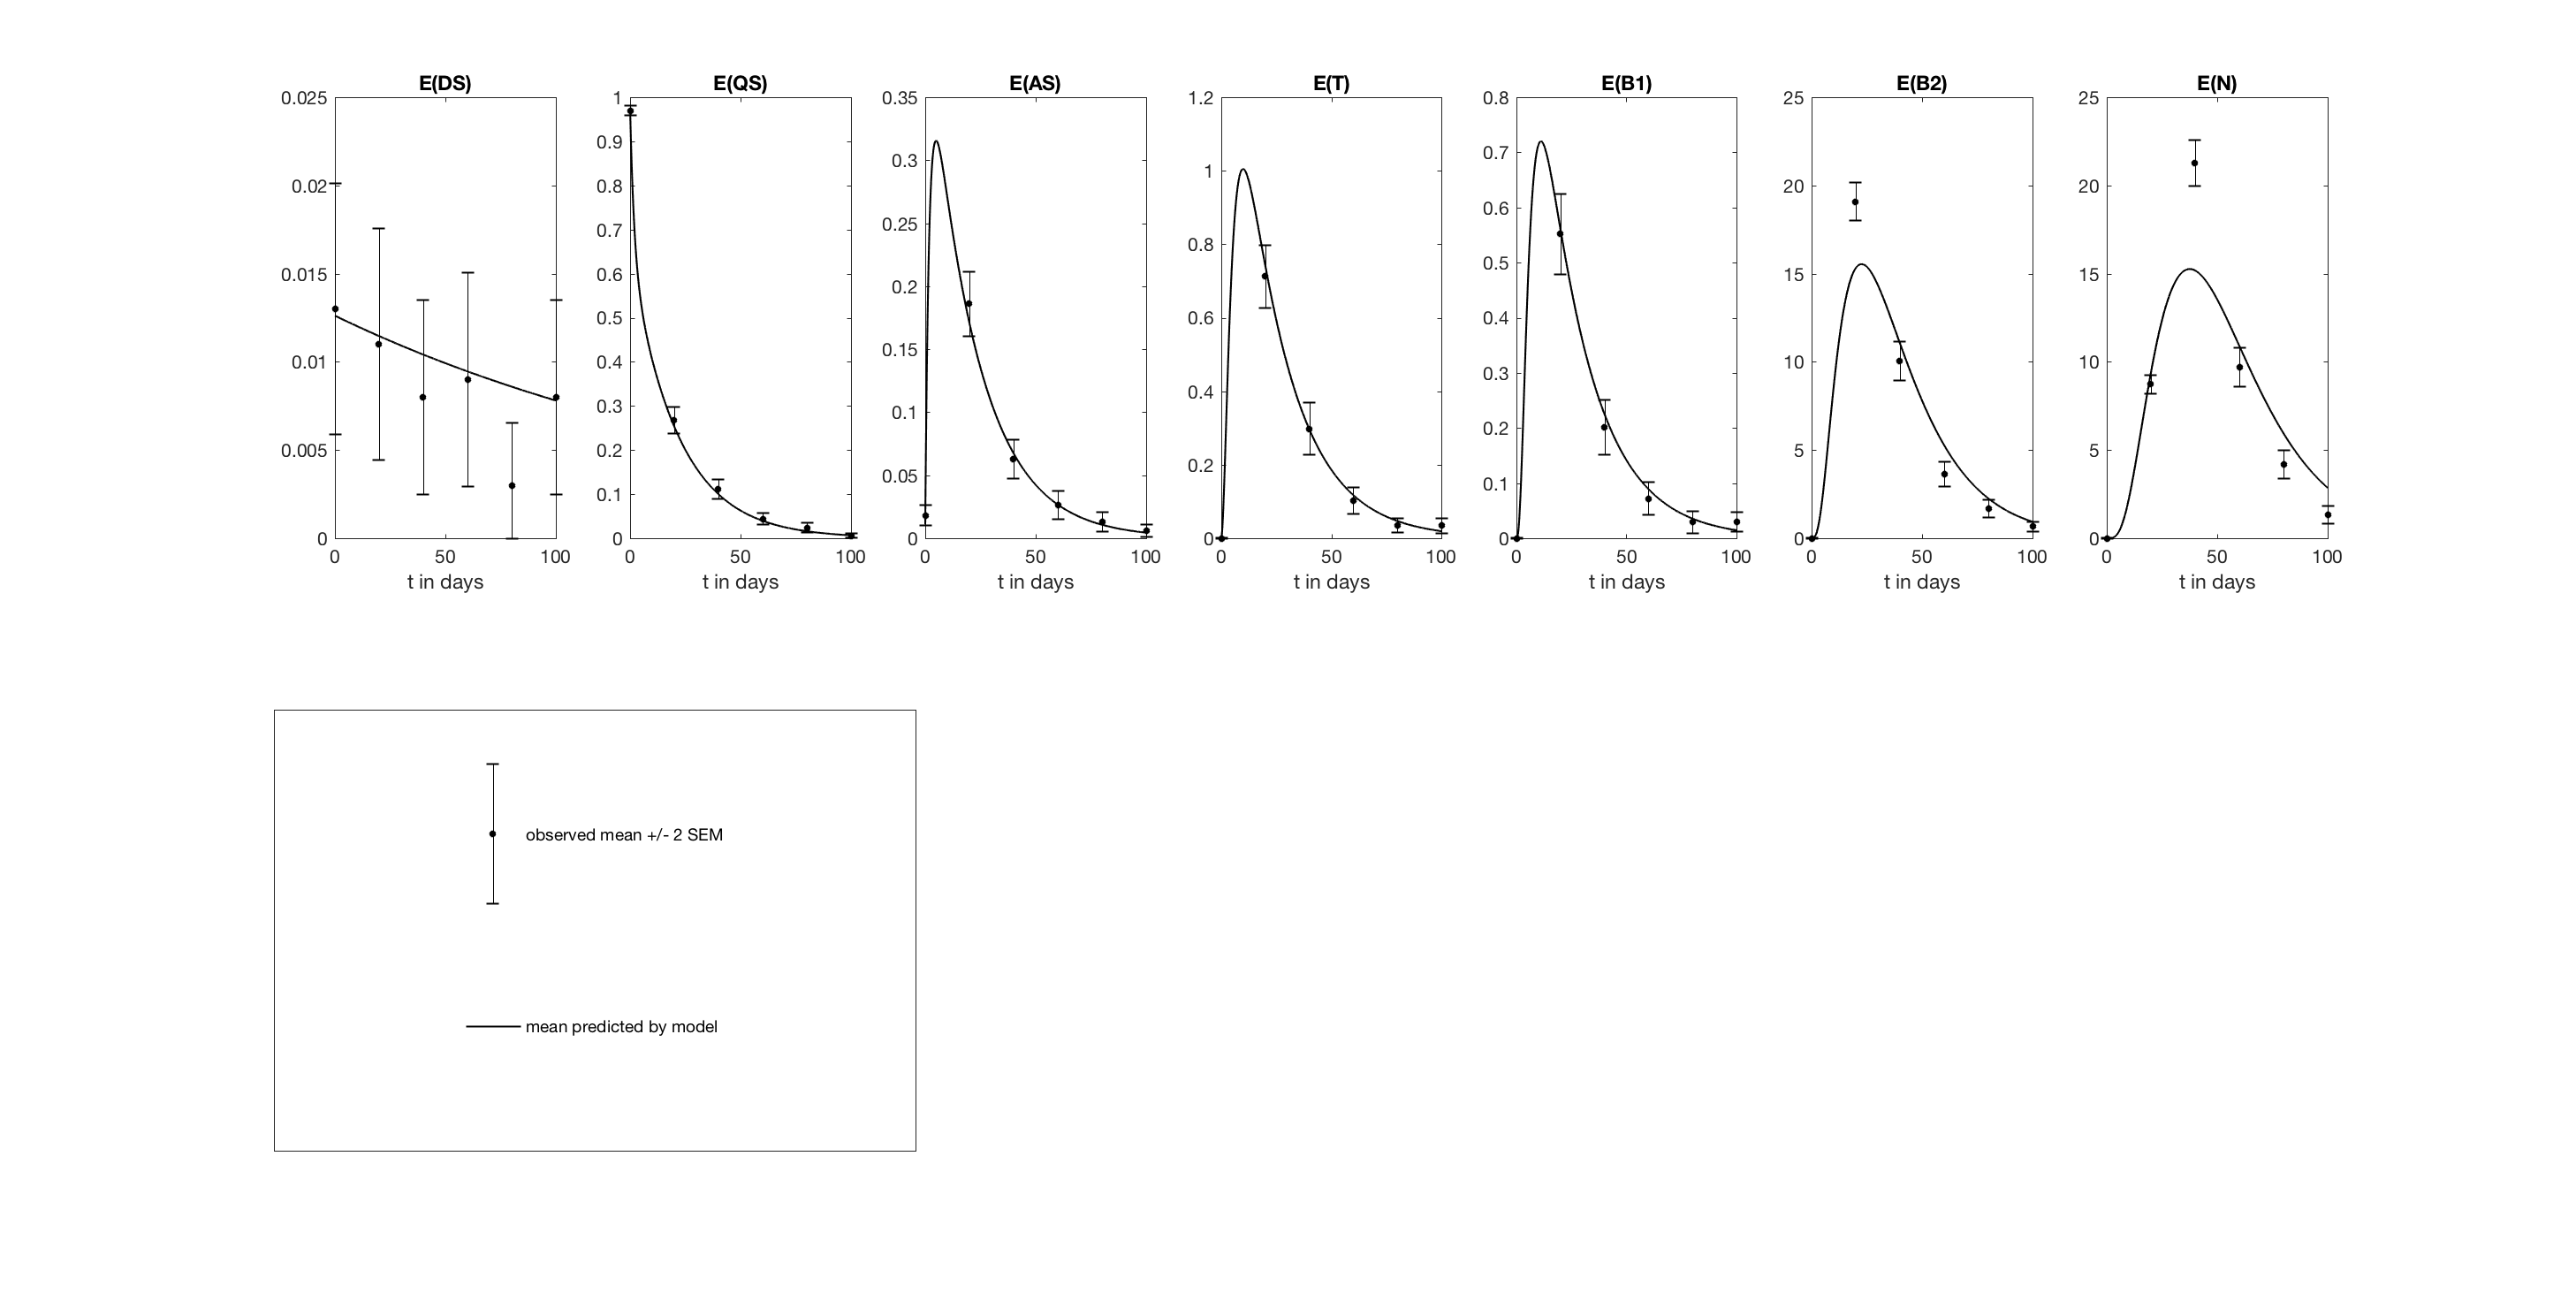 E(DS) E(QS) E(AS) E(T) E(B1) E(B2) E(N)
0.025 1 0.35 1.2 0.8 25 25
0.9
0.02 0.8 0.3 1 0.7 20 20
0.7 0.25 0.6
0.015 0.6 0.2 0.8 0.5 15 15
0.5 0.6 0.4
0.01 0.4 0.15 0.3 10 10
0.3 0.1 0.4
0.005 0.2 0.05 0.2 0.2 5 5
0.1 0.1
0 0 0 0 0 0 0
0 50 100 0 50 100 0 50 100 0 50 100 0 50 100 0 50 100 0 50 100
t in days t in days t in days t in days t in days t in days t in days
observed mean +/- 2 SEM
mean predicted by model